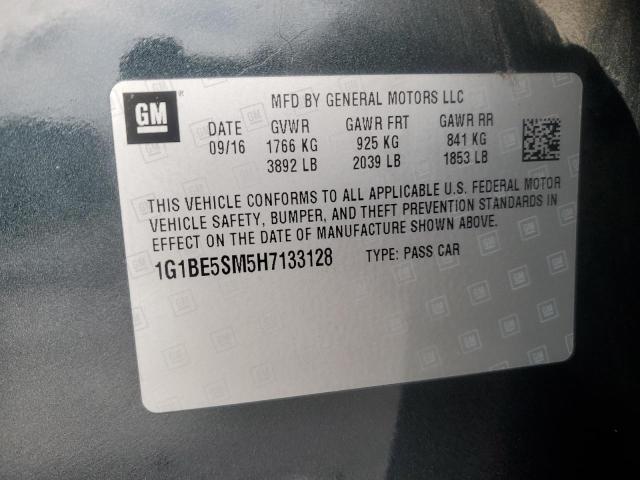 GM
MFD BY GENERAL MOTORS LLC
DATE GVWR GAWR FRT GAWR RR
09/16 1766 KG 925 KG 841 KG
3892 LB 2039 LB 1853 LB
THIS VEHICLE CONFORMS TO ALL APPLICABLE U.S. FEDERAL MOTOR
VEHICLE SAFETY, BUMPER, AND THEFT PREVENTION STANDARDS IN
EFFECT ON THE DATE OF MANUFACTURE SHOWN ABOVE.
1G1BE5SM5H7133128 TYPE: PASS CAR